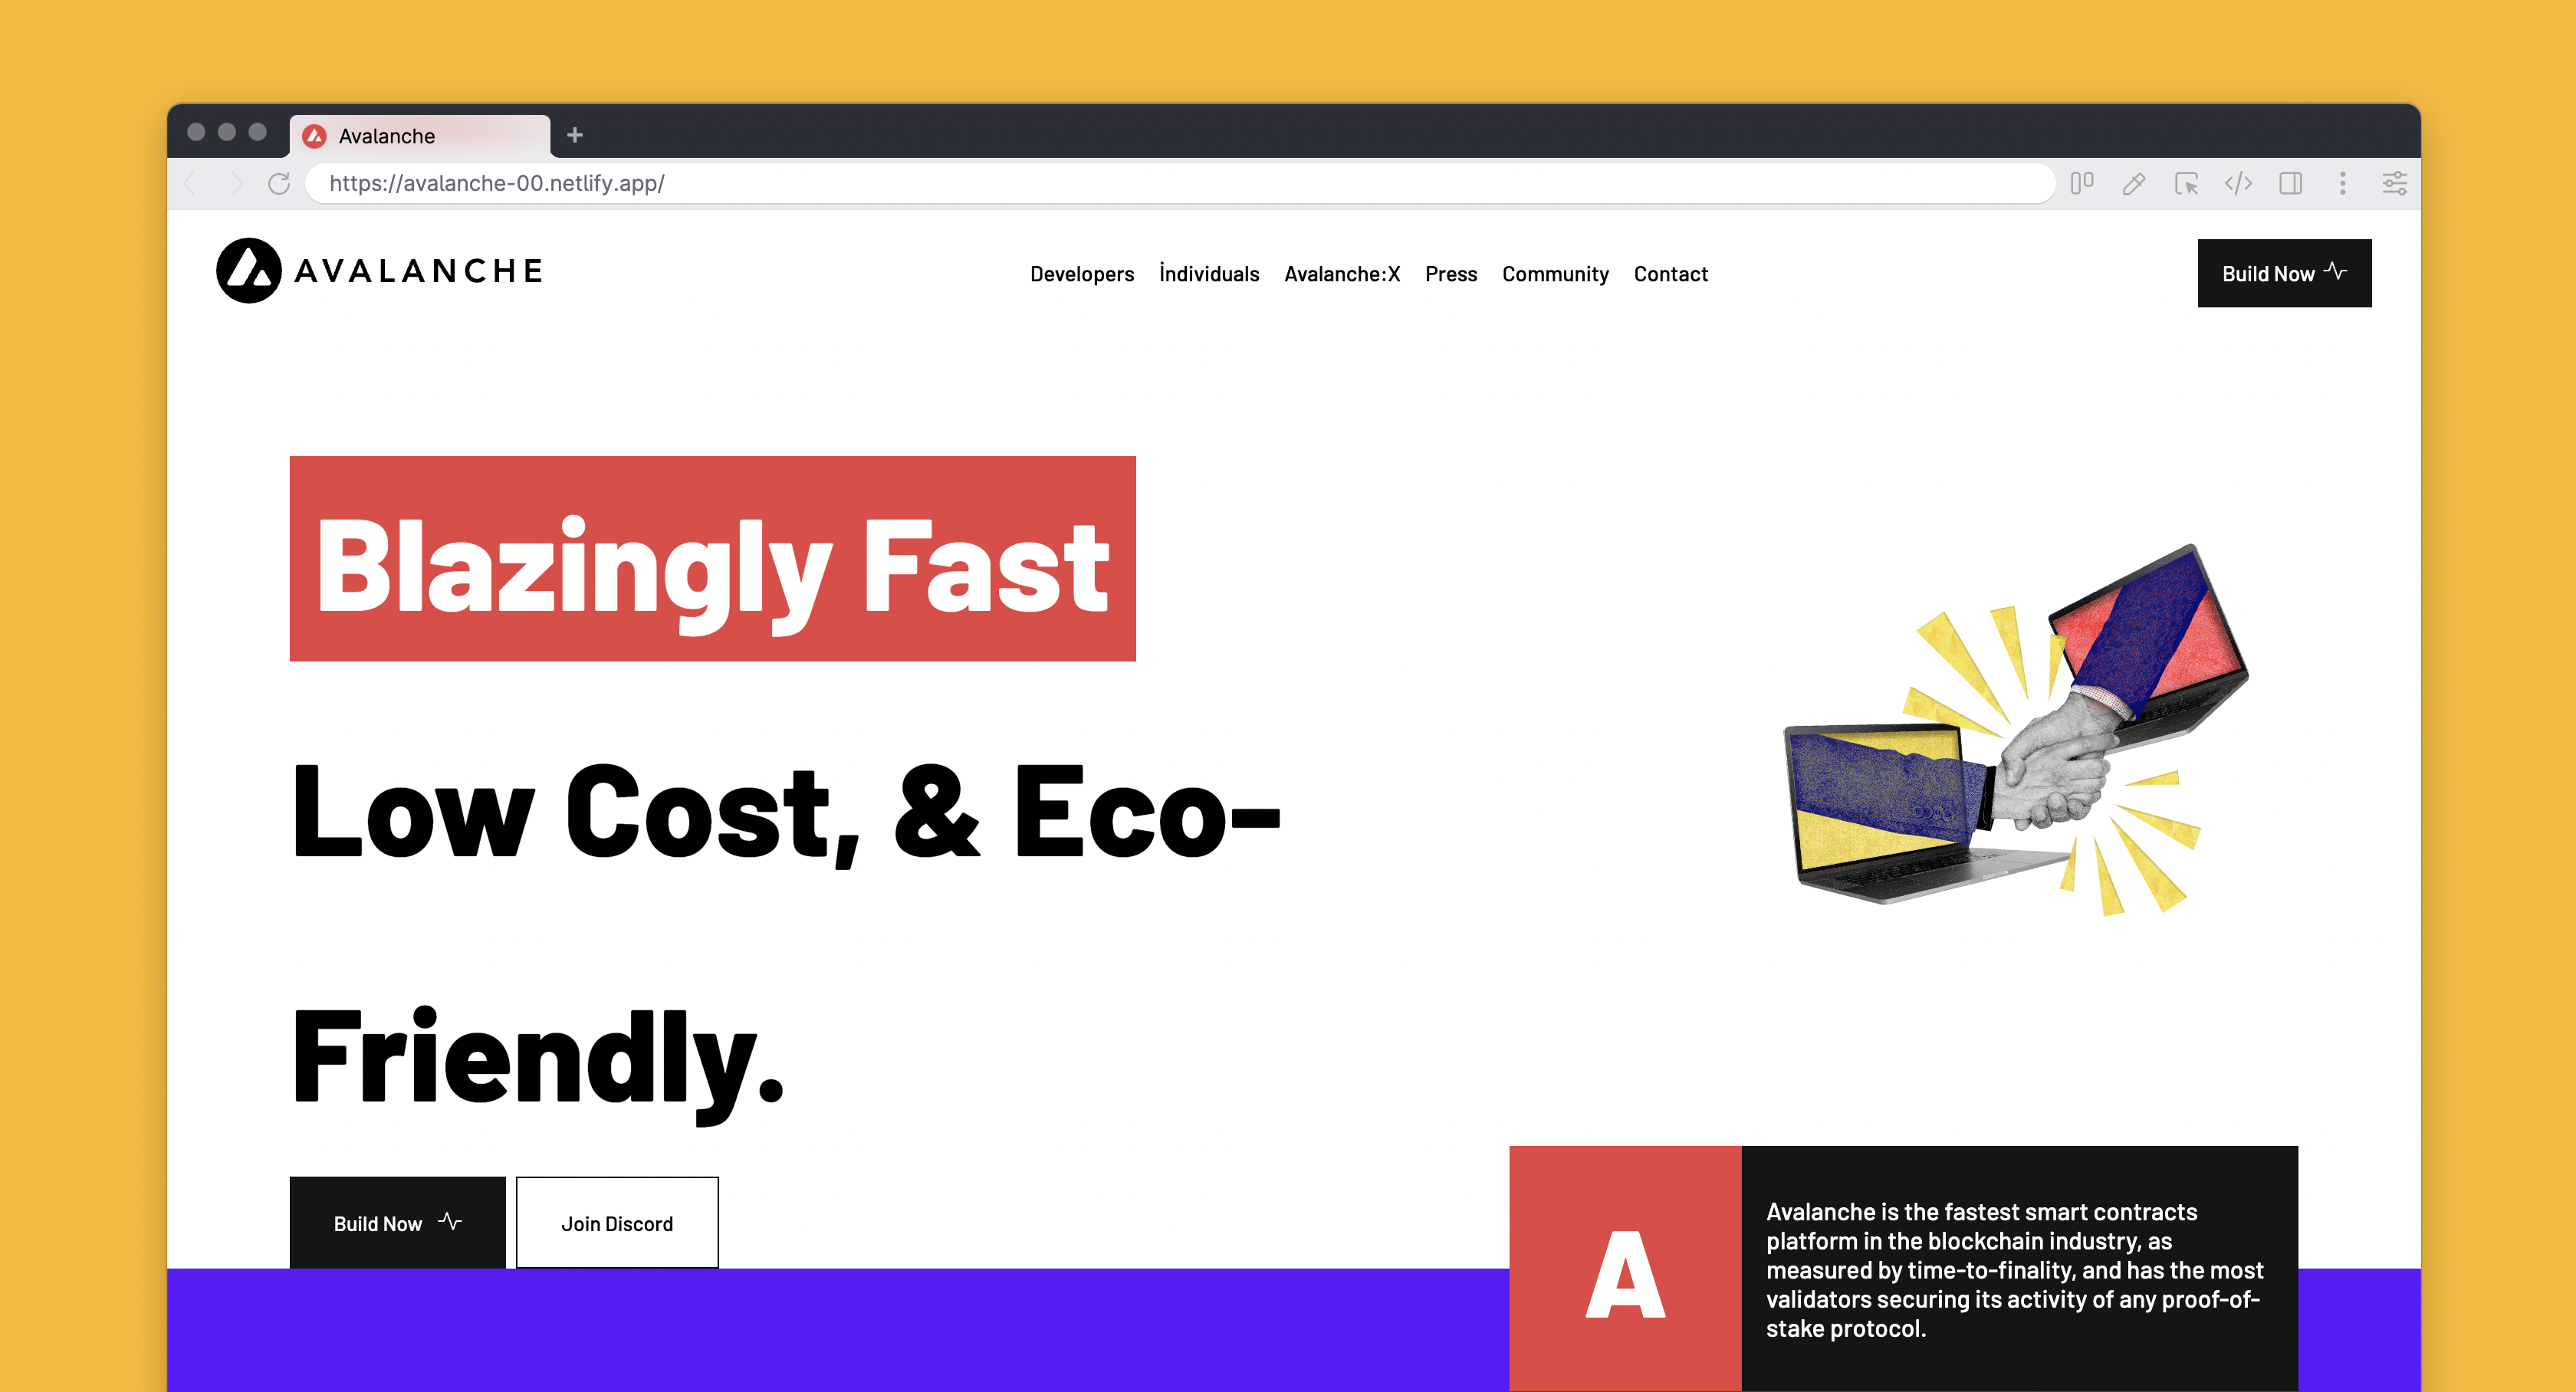 Avalanche
https://avalanche-00.netlify.app/
AVALANCHE
Developers İndividuals Avalanche:X Press Community Contact
Build Now
Blazingly Fast
Low Cost, & Eco-
Friendly.
Build Now
Join Discord
A
Avalanche is the fastest smart contracts
platform in the blockchain industry, as
measured by time-to-finality, and has the most
validators securing its activity of any proof-of-
stake protocol.